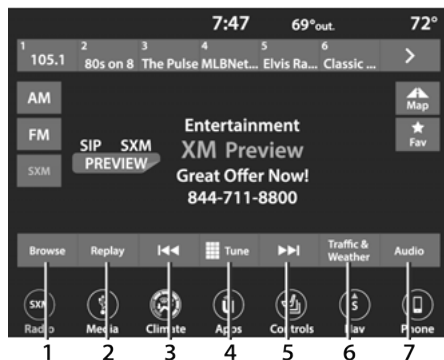 7:47 69°out. 72°
1 2 3 4 5 6
105.1 80s on 8 The Pulse MLBNet... Elvis Ra... Classic ... >
AM
FM
SXM
Map
Fav
SIP SXM
PREVIEW
Entertainment
XM Preview
Great Offer Now!
844-711-8800
Browse Replay Tune Traffic & Weather Audio
SXM
S
Radio Media Climate Apps Controls Nav Phone
1 2 3 4 5 6 7